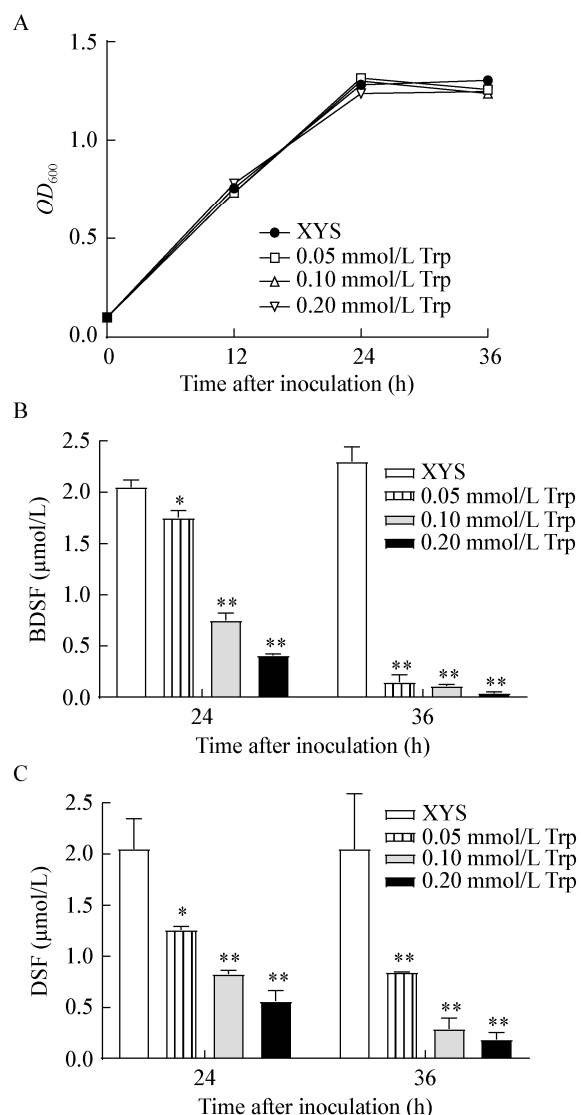 A
1.5
1.0
0.5
0.0
OD600
XYS
0.05 mmol/L Trp
0.10 mmol/L Trp
0.20 mmol/L Trp
0 12 24 36
Time after inoculation (h)
B
2.5
2.0
1.5
1.0
0.5
0.0
BDSF (μmol/L)
XYS
0.05 mmol/L Trp
0.10 mmol/L Trp
0.20 mmol/L Trp
*
**
**
** ** **
24 36
Time after inoculation (h)
C
2.5
2.0
1.5
1.0
0.5
0.0
DSF (μmol/L)
XYS
0.05 mmol/L Trp
0.10 mmol/L Trp
0.20 mmol/L Trp
*
**
**
**
**
**
24 36
Time after inoculation (h)